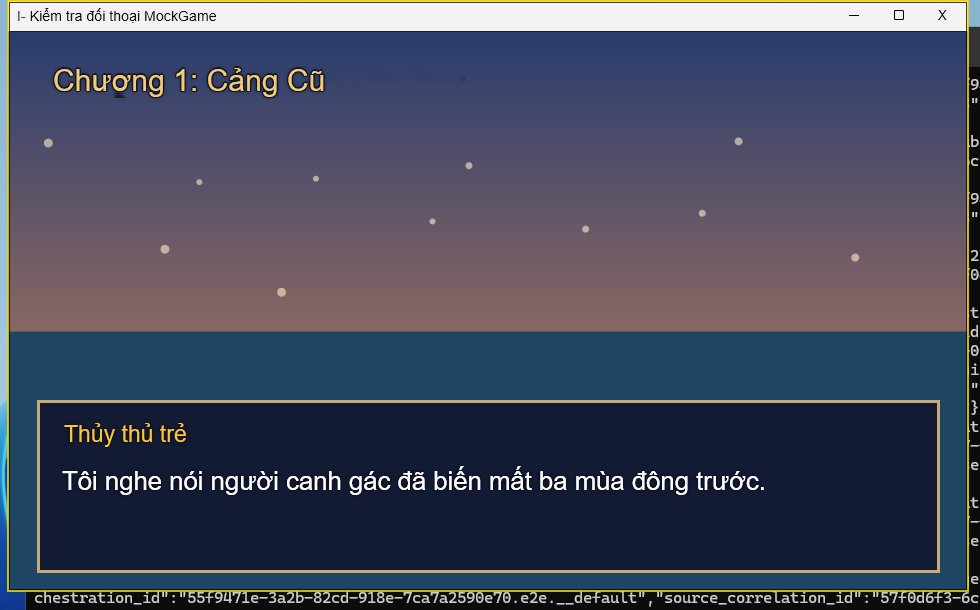 I- Kiểm tra đối thoại MockGame
Chương 1: Cảng Cũ
Thủy thủ trẻ
Tôi nghe nói người canh gác đã biến mất ba mùa đông trước.
chestration_id":"55f9471e-3a2b-82cd-918e-7ca7a2590e70.e2e.__default","source_correlation_id":"57f0d6f3-6